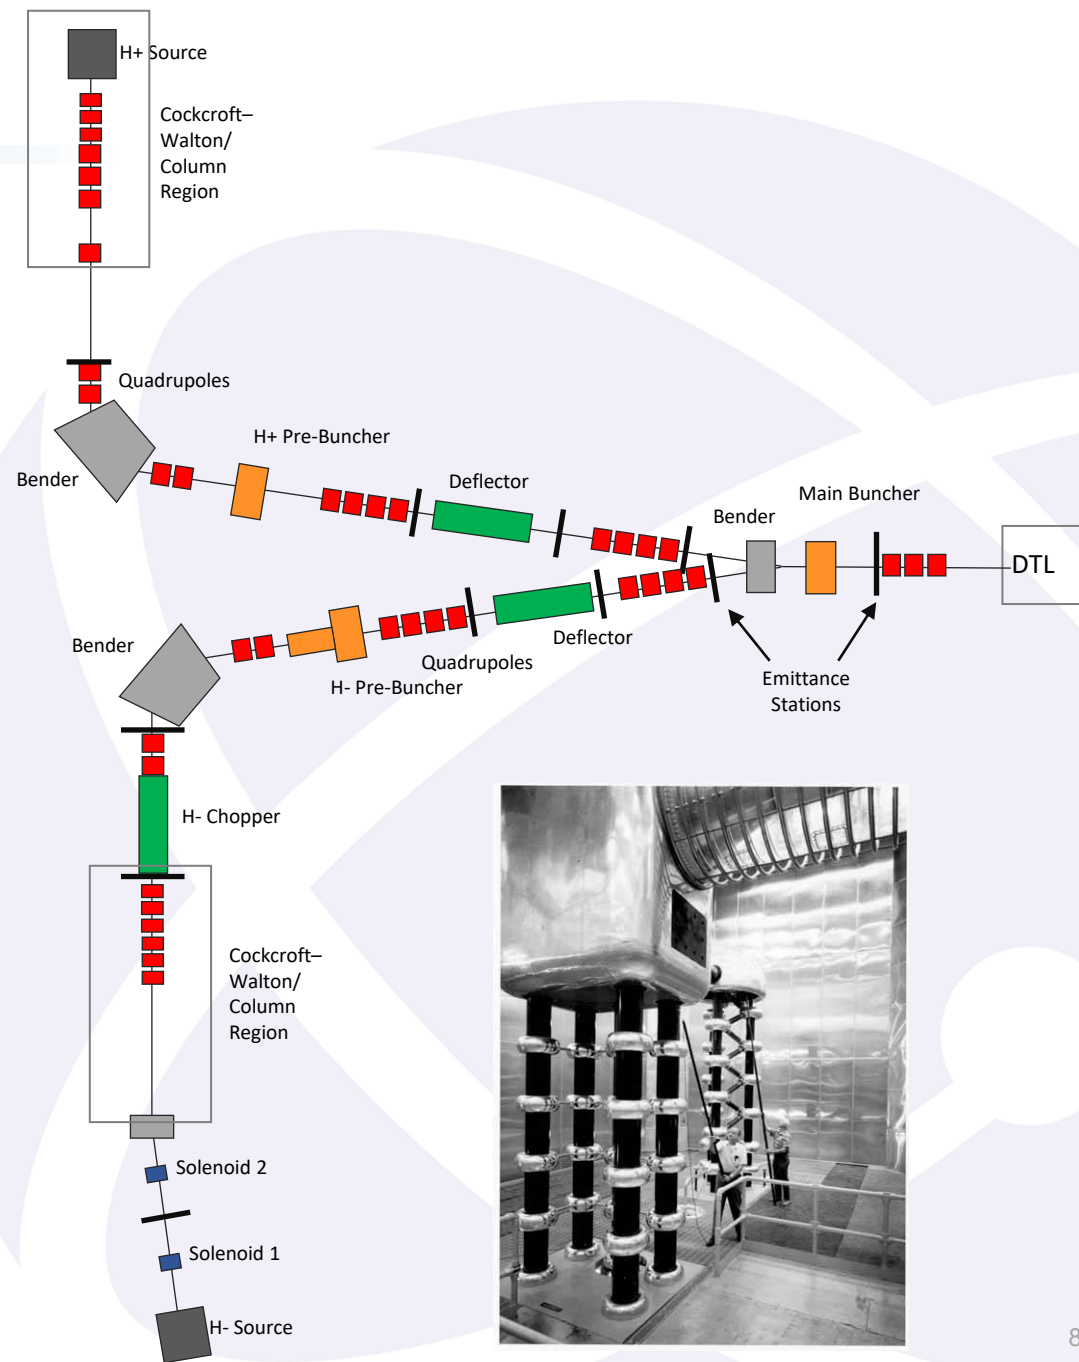 H+ Source
Cockcroft–
Walton/
Column
Region
Quadrupoles
Bender
H+ Pre-Buncher
Deflector
Bender
Main Buncher
DTL
Bender
Deflector
Quadrupoles
H- Pre-Buncher
Emittance
Stations
H- Chopper
Cockcroft–
Walton/
Column
Region
Solenoid 2
Solenoid 1
H- Source
8